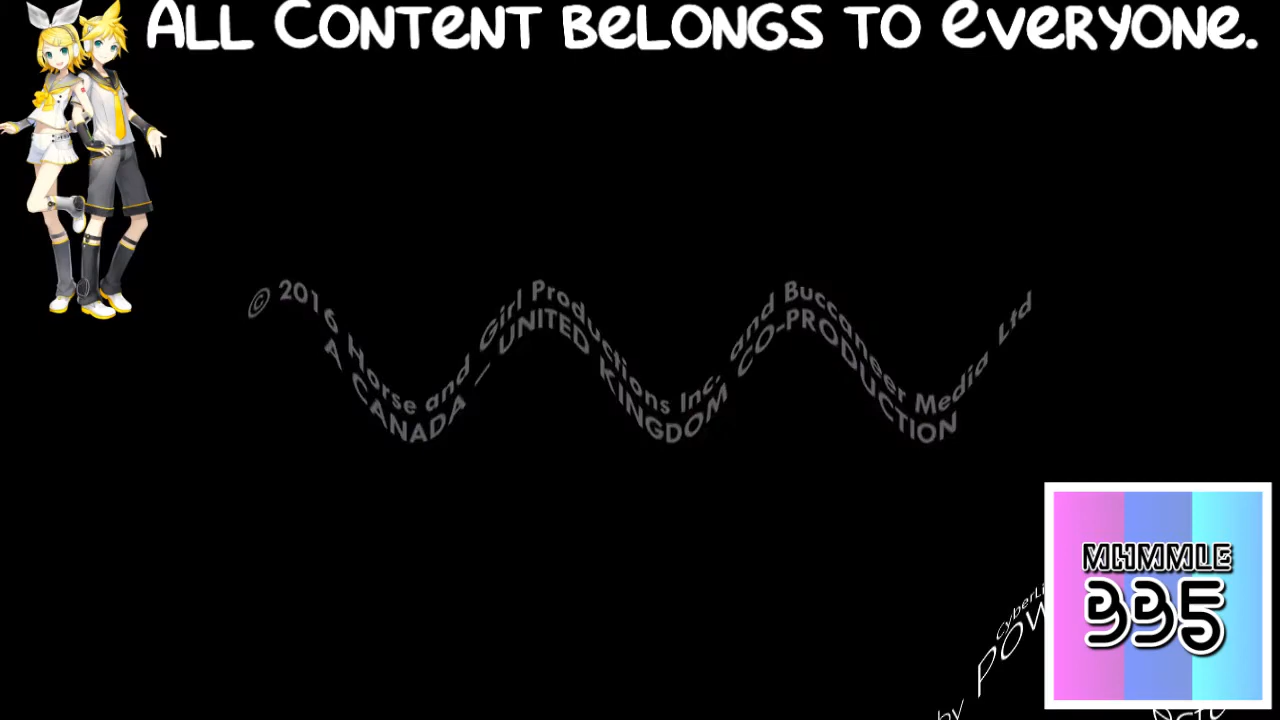 ALL CONTENT BELONGS TO EVERYONE.
© 2016 Horse and Girl Productions Inc. and Buccaneer Media Ltd
A CANADA – UNITED KINGDOM CO-PRODUCTION
MHMMLE
335
by